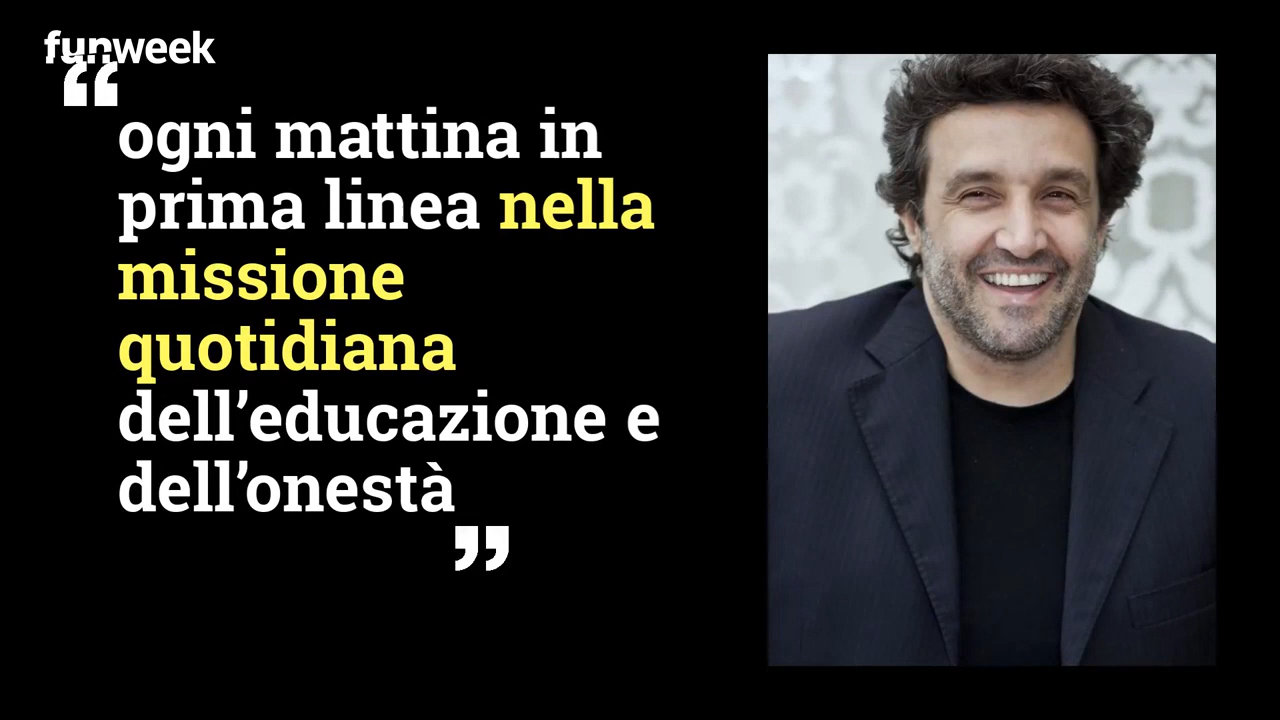 funweek
“
ogni mattina in
prima linea nella
missione
quotidiana
dell’educazione e
dell’onestà
”